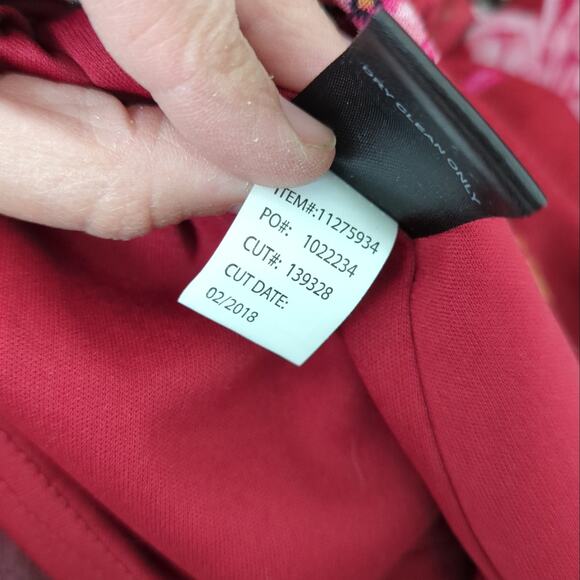 DRY CLEAN ONLY
ITEM#:11275934
PO#: 1022234
CUT#: 139328
CUT DATE:
02/2018